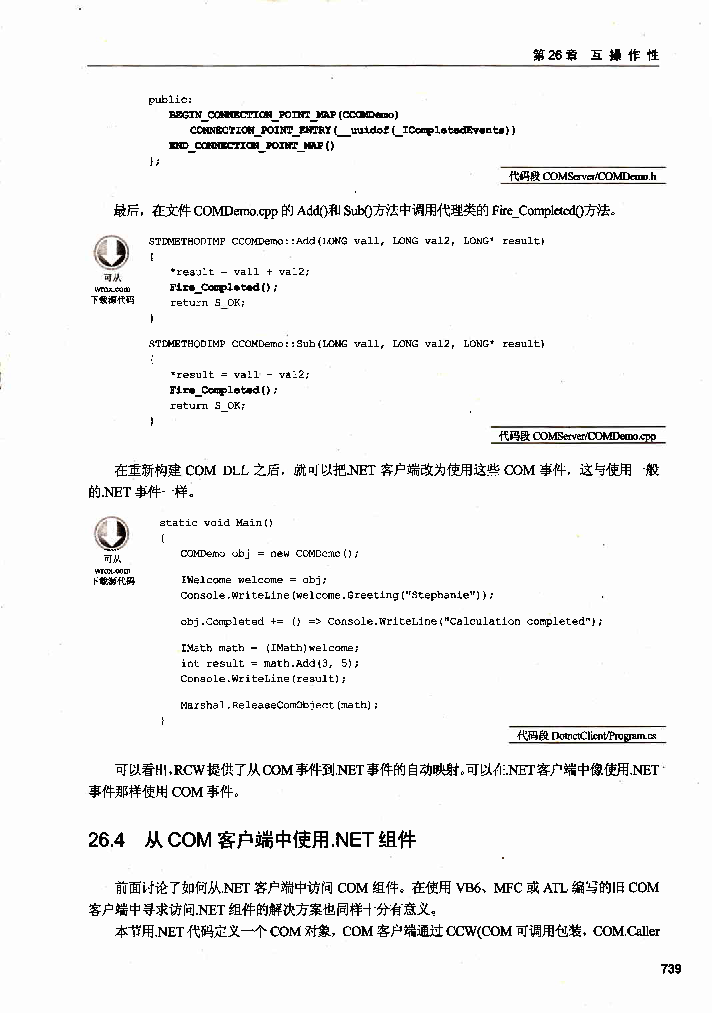 第26章 互操作性
public:
BEGIN_CONNECTION_POINT_MAP(CCOMDemo)
CONNECTION_POINT_ENTRY(__uuidof(_ICompletedEvents))
END_CONNECTION_POINT_MAP()
};
代码段 COMServer/COMDemo.h
最后，在文件 COMDemo.cpp 的 Add()和 Sub()方法中调用代理类的 Fire_Completed()方法。
可从
wrox.com
下载源代码
STDMETHODIMP CCOMDemo::Add(LONG val1, LONG val2, LONG* result)
{
*result = val1 + val2;
Fire_Completed();
return S_OK;
}
STDMETHODIMP CCOMDemo::Sub(LONG val1, LONG val2, LONG* result)
{
*result = val1 - val2;
Fire_Completed();
return S_OK;
}
代码段 COMServer/COMDemo.cpp
在重新构建 COM DLL 之后，就可以把.NET 客户端改为使用这些 COM 事件，这与使用一般
的.NET 事件一样。
可从
wrox.com
下载源代码
static void Main()
{
COMDemo obj = new COMDemo();
IWelcome welcome = obj;
Console.WriteLine(welcome.Greeting("Stephanie"));
obj.Completed += () => Console.WriteLine("Calculation completed");
IMath math = (IMath)welcome;
int result = math.Add(3, 5);
Console.WriteLine(result);
Marshal.ReleaseComObject(math);
}
代码段 DotnetClient/Program.cs
可以看出，RCW 提供了从 COM 事件到.NET 事件的自动映射。可以在.NET 客户端中像使用.NET
事件那样使用 COM 事件。
26.4 从 COM 客户端中使用.NET 组件
前面讨论了如何从.NET 客户端中访问 COM 组件。在使用 VB6、MFC 或 ATL 编写的旧 COM
客户端中寻求访问.NET 组件的解决方案也同样十分有意义。
本节用.NET 代码定义一个 COM 对象，COM 客户端通过 CCW(COM 可调用包装，COM.Caller
739